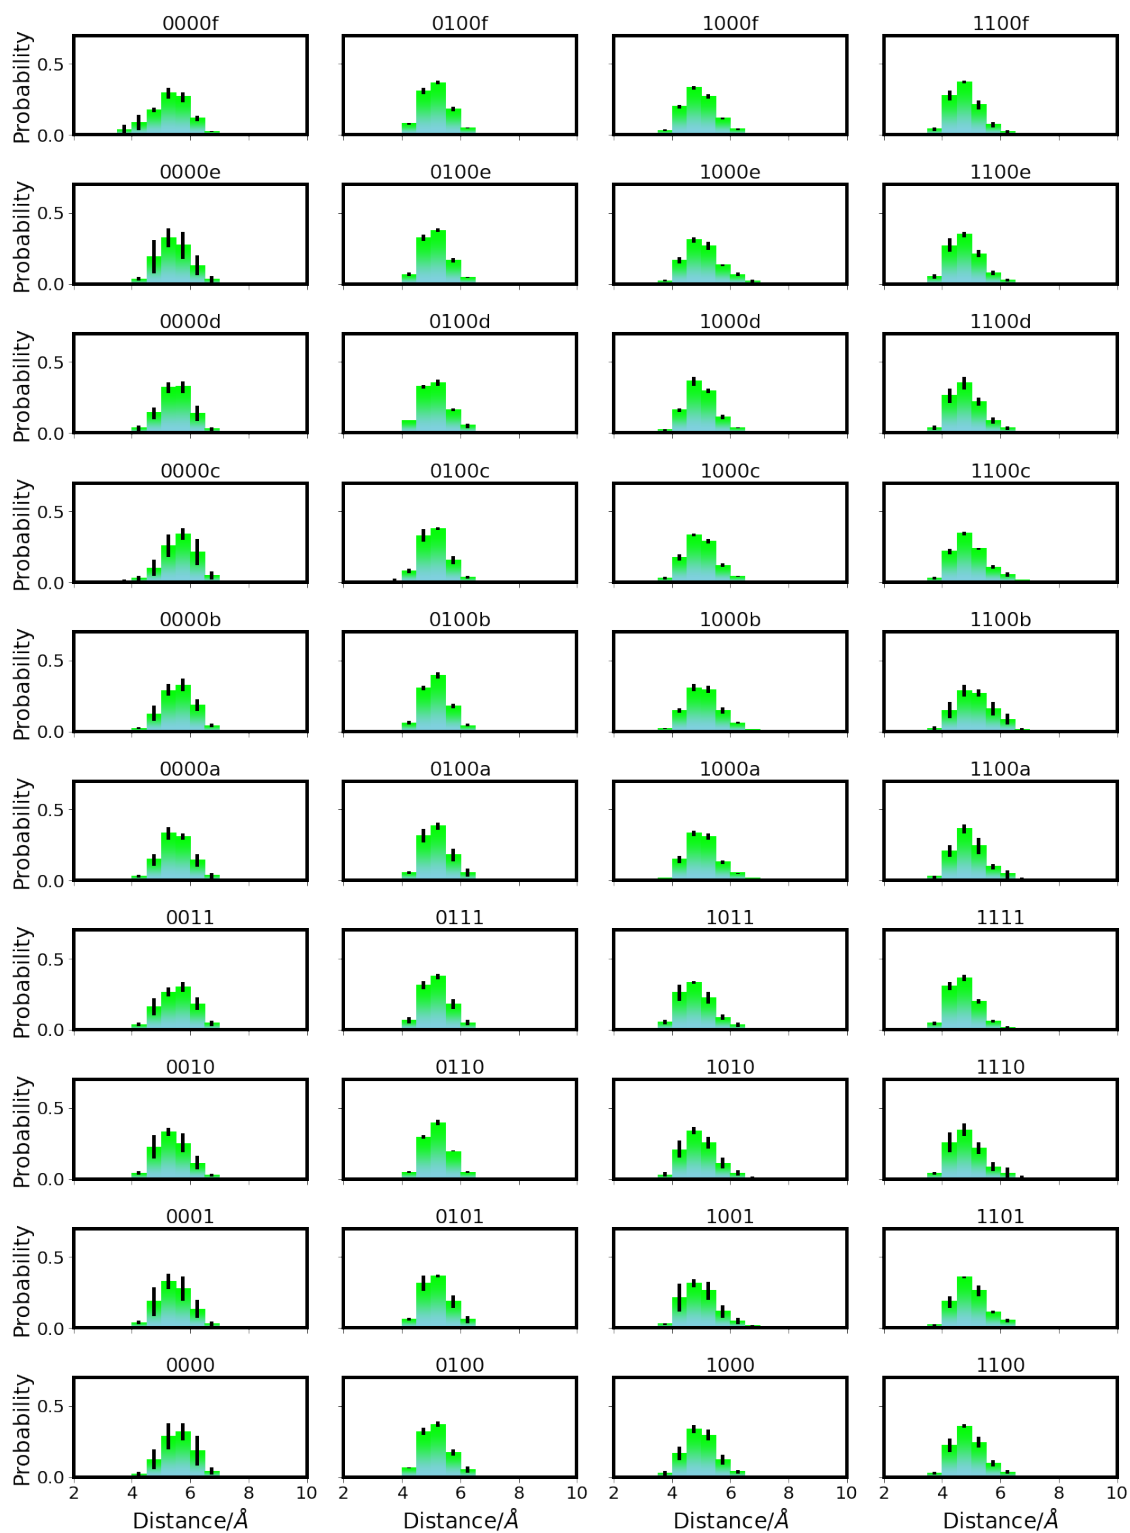 0000f 0100f 1000f 1100f
Probability
0.5
0.0
0000e 0100e 1000e 1100e
Probability
0.5
0.0
0000d 0100d 1000d 1100d
Probability
0.5
0.0
0000c 0100c 1000c 1100c
Probability
0.5
0.0
0000b 0100b 1000b 1100b
Probability
0.5
0.0
0000a 0100a 1000a 1100a
Probability
0.5
0.0
0011 0111 1011 1111
Probability
0.5
0.0
0010 0110 1010 1110
Probability
0.5
0.0
0001 0101 1001 1101
Probability
0.5
0.0
0000 0100 1000 1100
Probability
0.5
0.0
2 4 6 8 10 2 4 6 8 10 2 4 6 8 10 2 4 6 8 10
Distance/Å Distance/Å Distance/Å Distance/Å